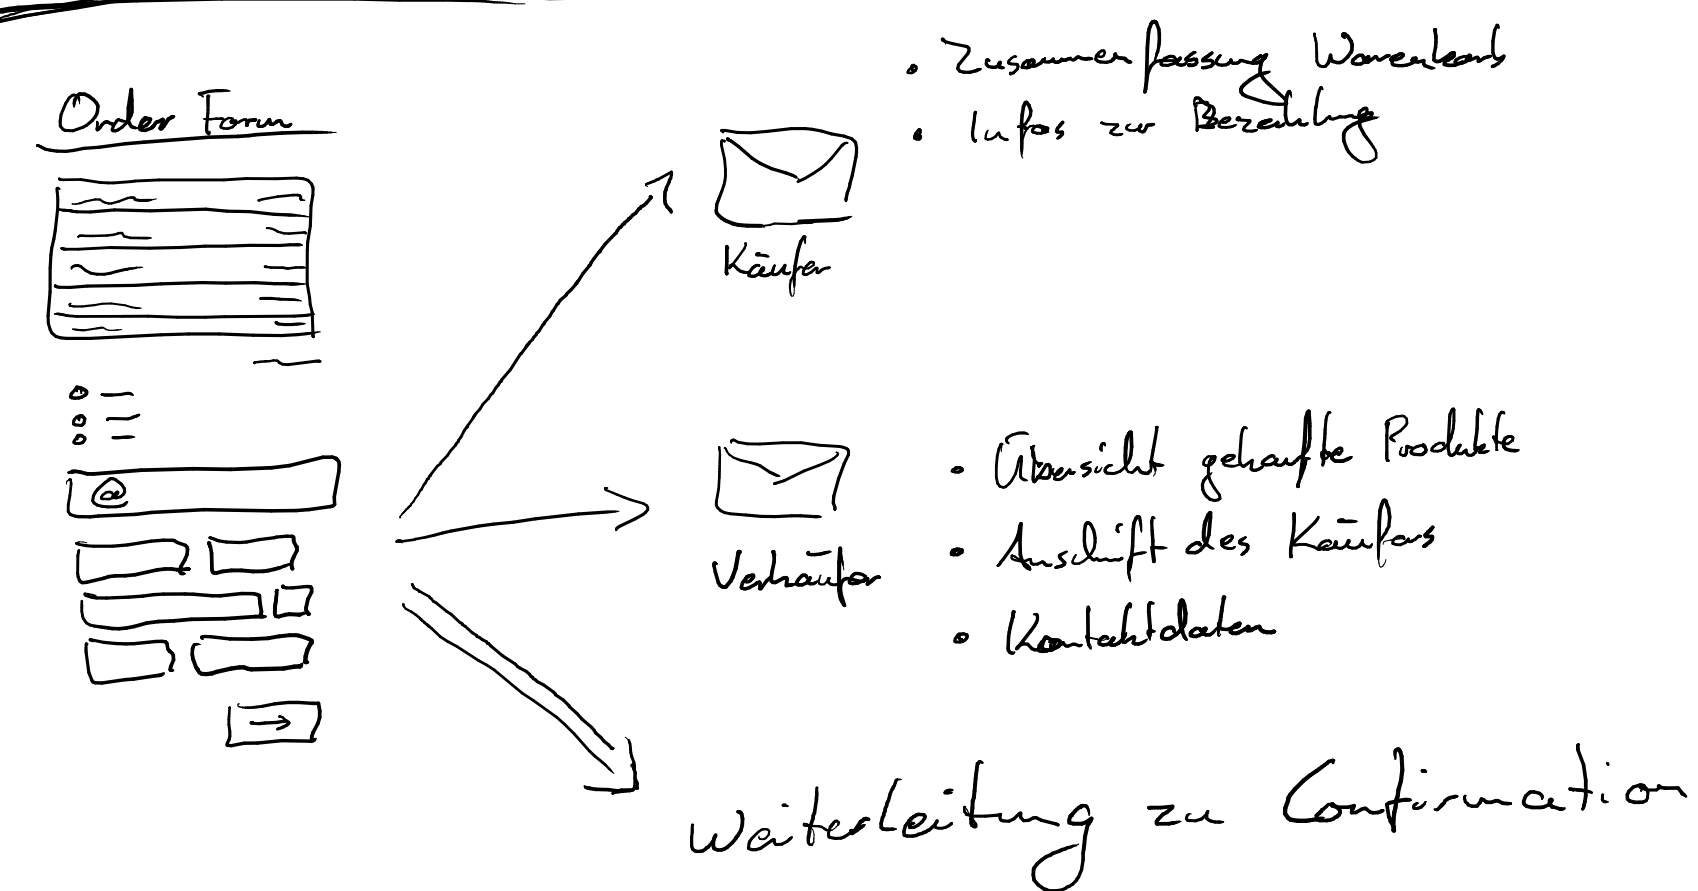 Order Form
• Zusammenfassung Warenkorb
• Infos zur Bezahlung
Käufer
@
• Übersicht gekaufte Produkte
• Anschrift des Käufers
• Kontaktdaten
Verkäufer
Weiterleitung zu Confirmation